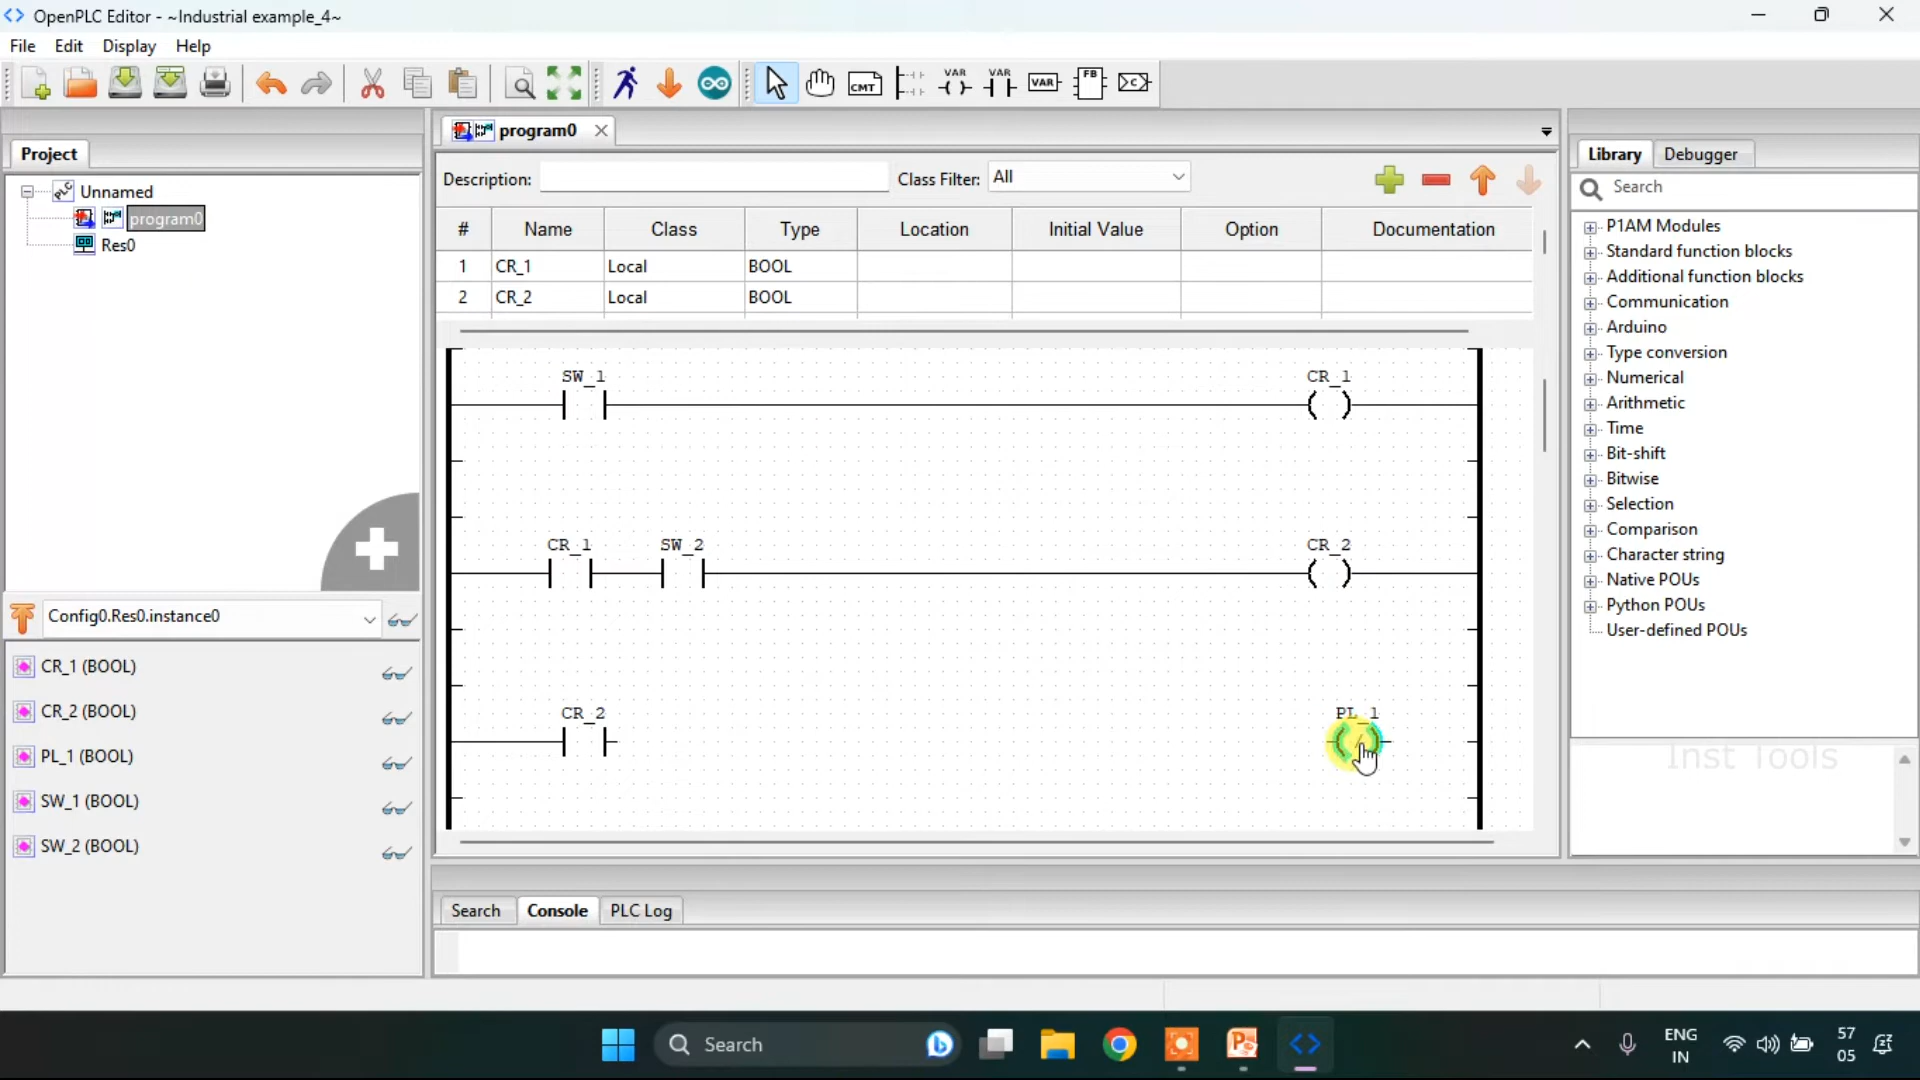 OpenPLC Editor - ~Industrial example_4~
File Edit Display Help
CMT VAR VAR VAR FB C
Project
Unnamed
program0
Res0
Config0.Res0.instance0
CR_1 (BOOL)
CR_2 (BOOL)
PL_1 (BOOL)
SW_1 (BOOL)
SW_2 (BOOL)
program0
Description: Class Filter: All
# Name Class Type Location Initial Value Option Documentation
1 CR_1 Local BOOL
2 CR_2 Local BOOL
SW_1 CR_1
CR_1 SW_2 CR_2
CR_2 PL_1
Search Console PLC Log
Library Debugger
Search
P1AM Modules
Standard function blocks
Additional function blocks
Communication
Arduino
Type conversion
Numerical
Arithmetic
Time
Bit-shift
Bitwise
Selection
Comparison
Character string
Native POUs
Python POUs
User-defined POUs
Inst Tools
Search
ENG
IN
57
05